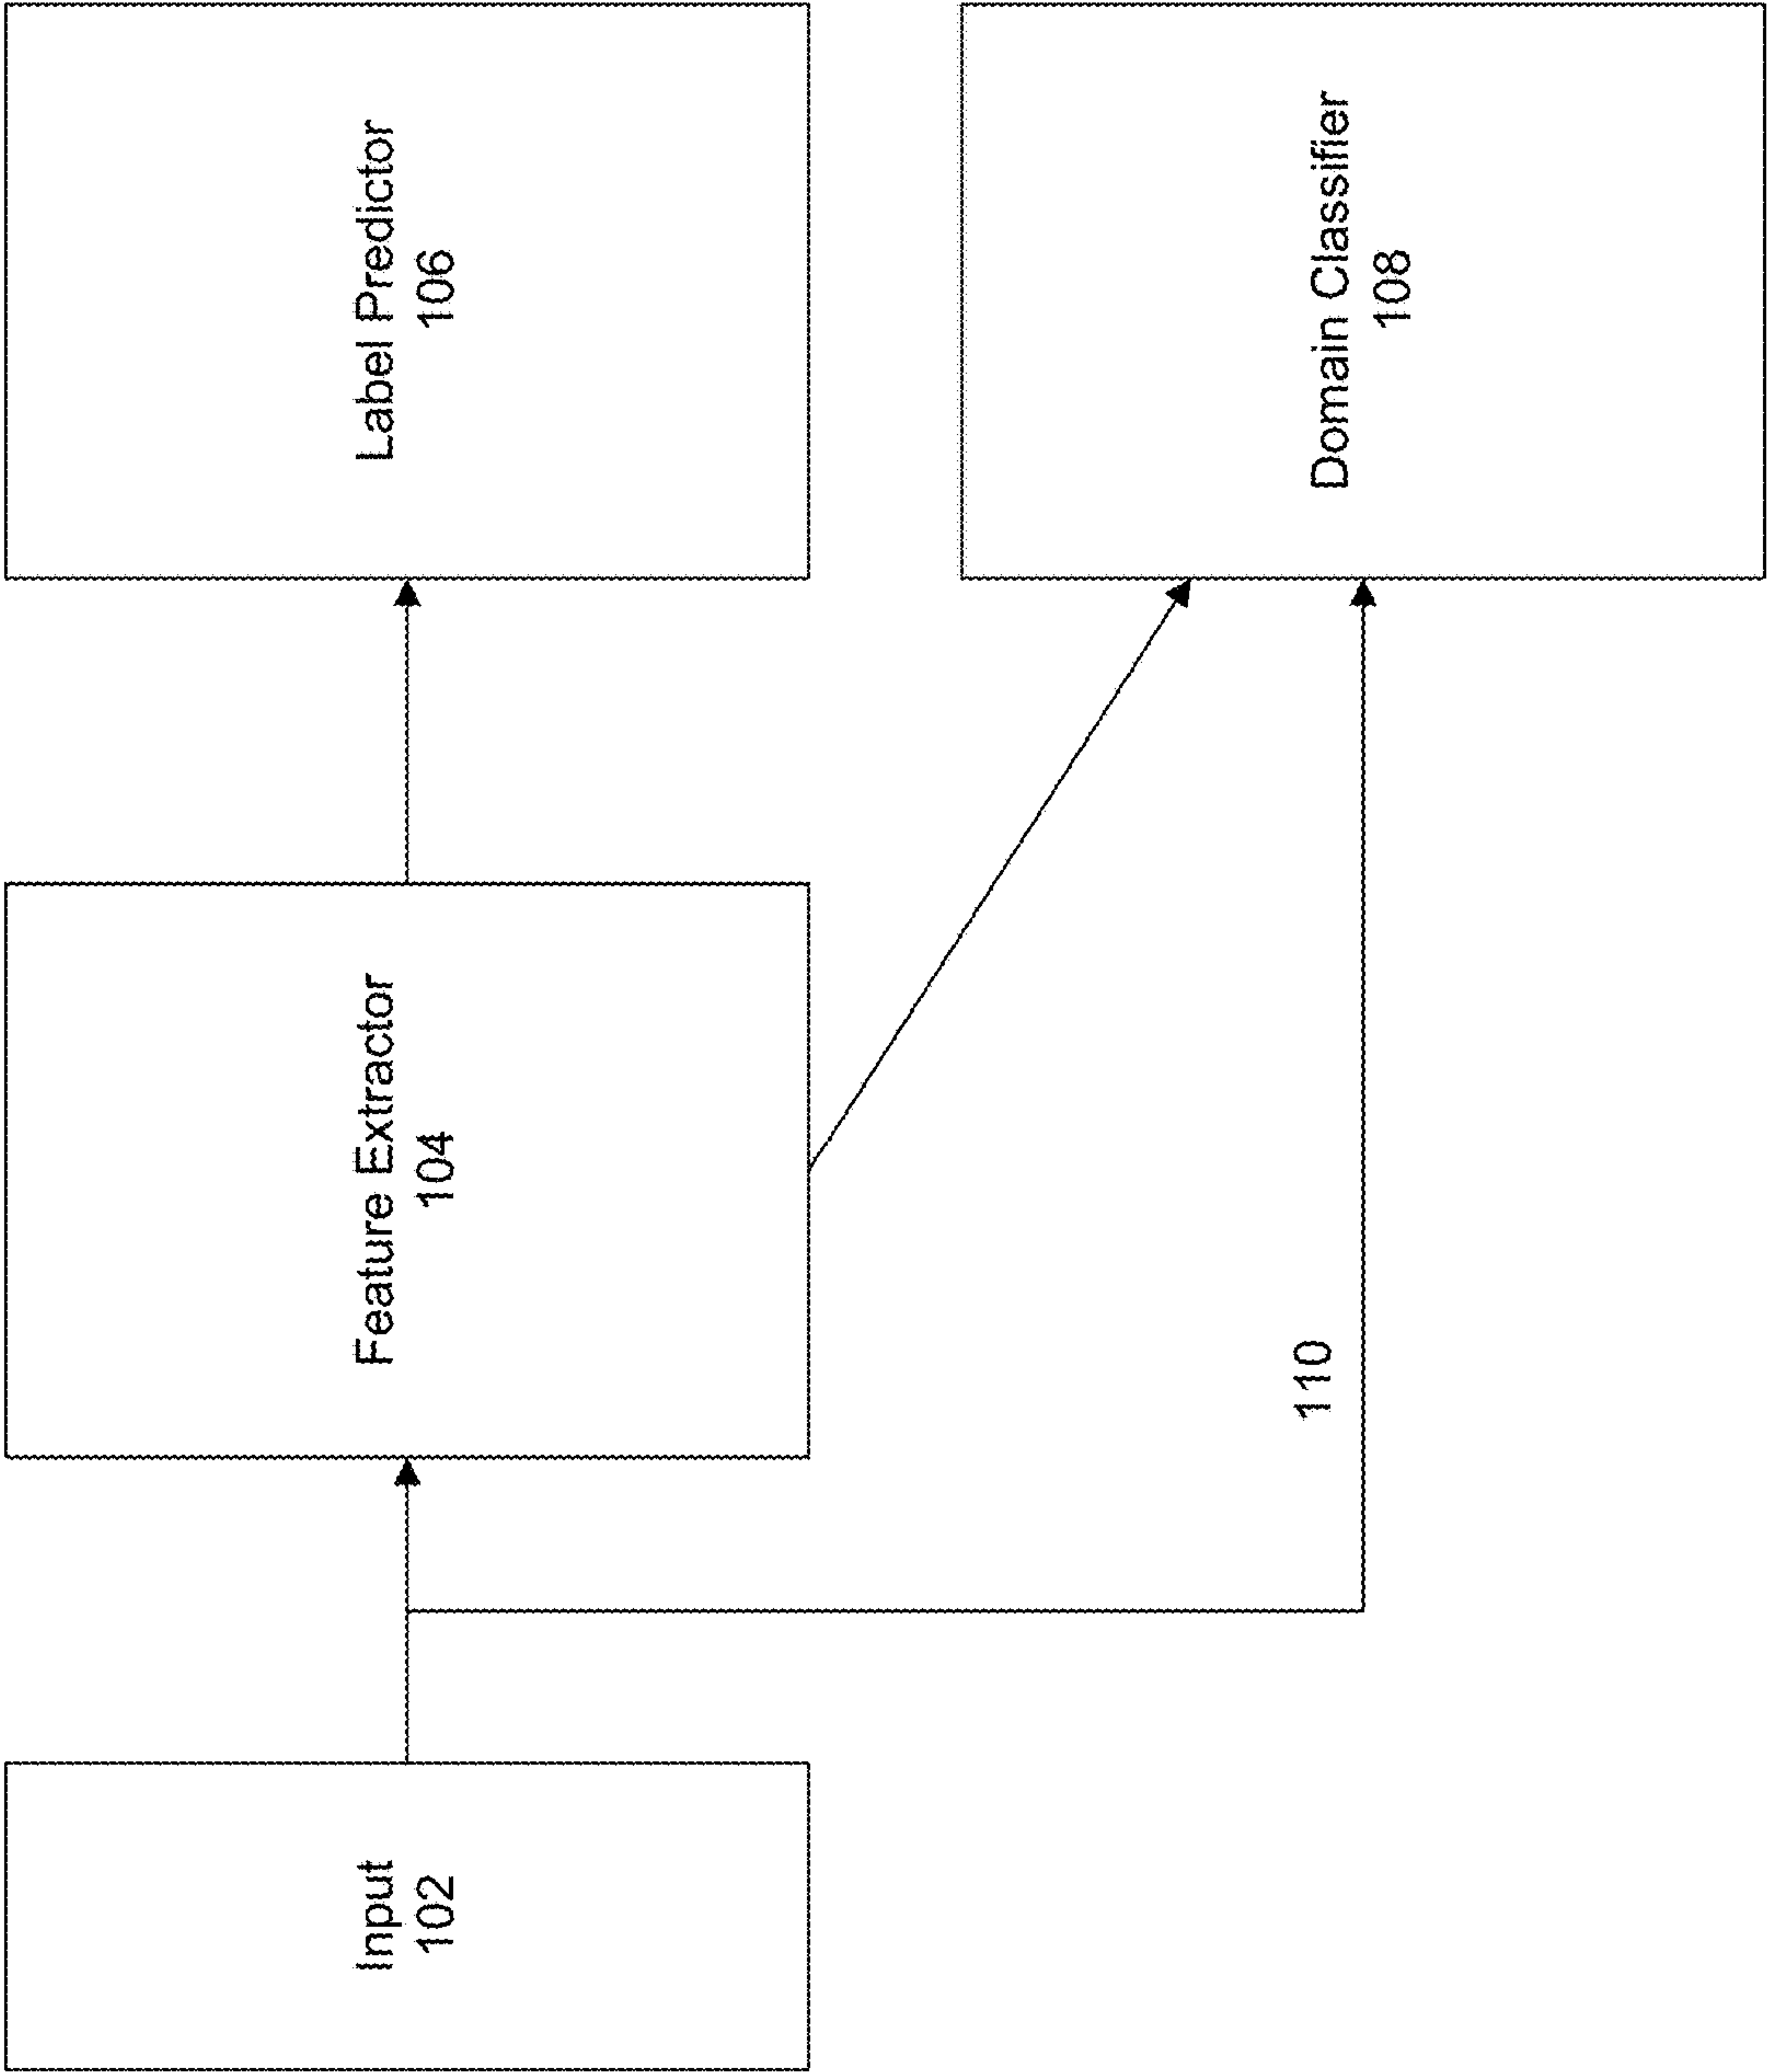 Input
102
Feature Extractor
104
Label Predictor
106
110
Domain Classifier
108